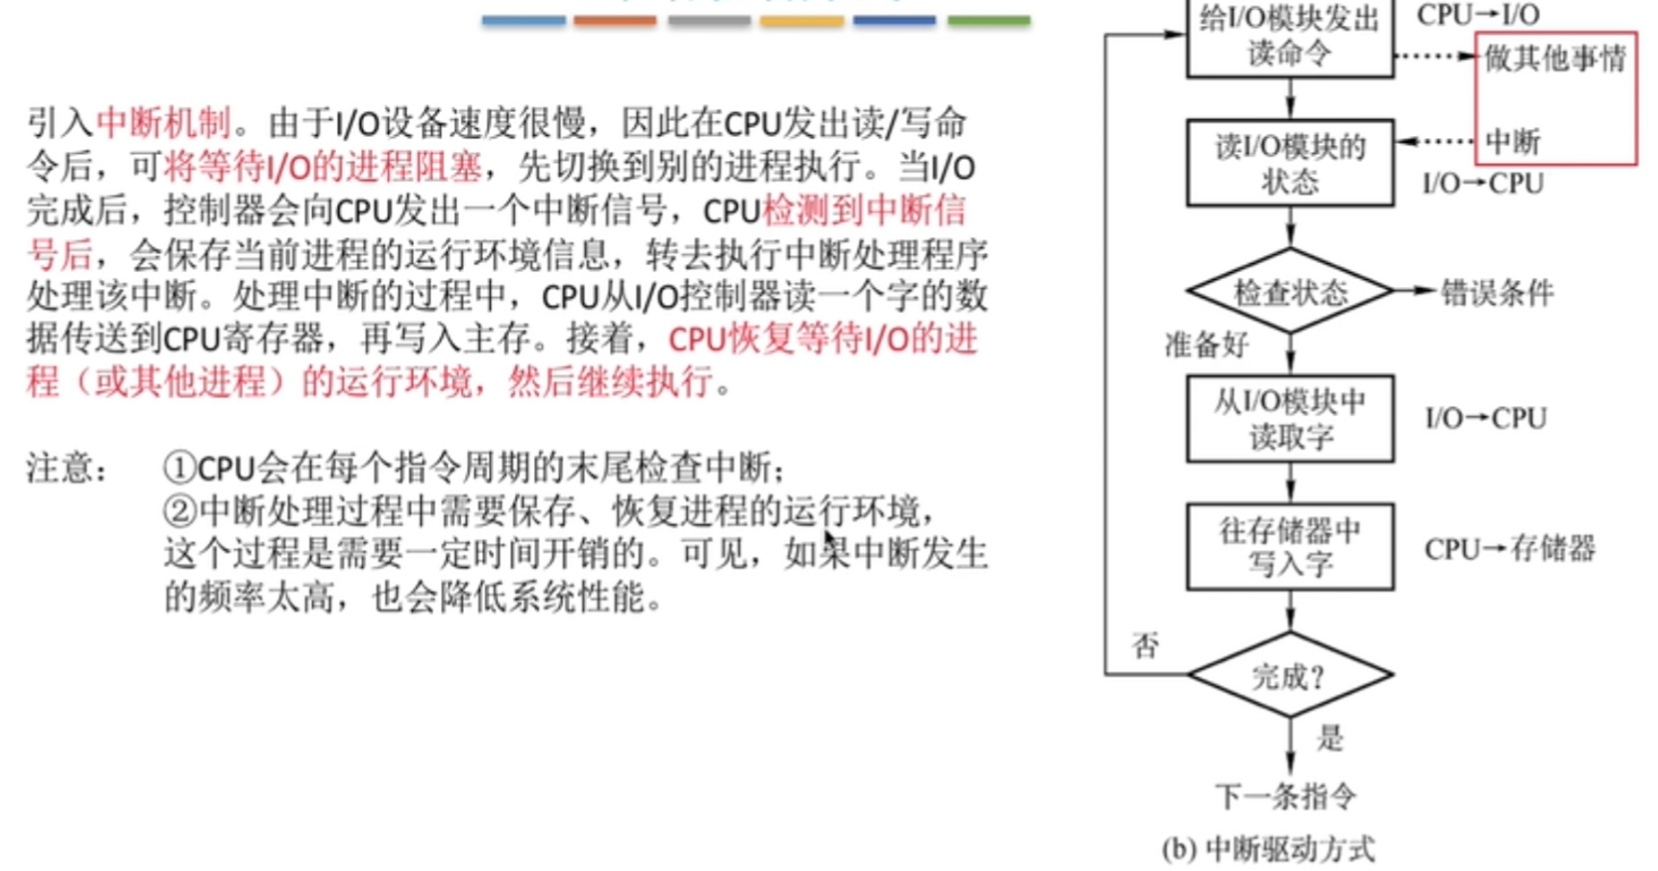 引入中断机制。由于I/O设备速度很慢，因此在CPU发出读/写命
令后，可将等待I/O的进程阻塞，先切换到别的进程执行。当I/O
完成后，控制器会向CPU发出一个中断信号，CPU检测到中断信
号后，会保存当前进程的运行环境信息，转去执行中断处理程序
处理该中断。处理中断的过程中，CPU从I/O控制器读一个字的数
据传送到CPU寄存器，再写入主存。接着，CPU恢复等待I/O的进
程（或其他进程）的运行环境，然后继续执行。
注意： ①CPU会在每个指令周期的末尾检查中断；
②中断处理过程中需要保存、恢复进程的运行环境，
这个过程是需要一定时间开销的。可见，如果中断发生
的频率太高，也会降低系统性能。
给I/O模块发出
读命令
CPU→I/O
做其他事情
读I/O模块的
状态
中断
I/O→CPU
检查状态
错误条件
准备好
从I/O模块中
读取字
I/O→CPU
往存储器中
写入字
CPU→存储器
否
完成？
是
下一条指令
(b) 中断驱动方式